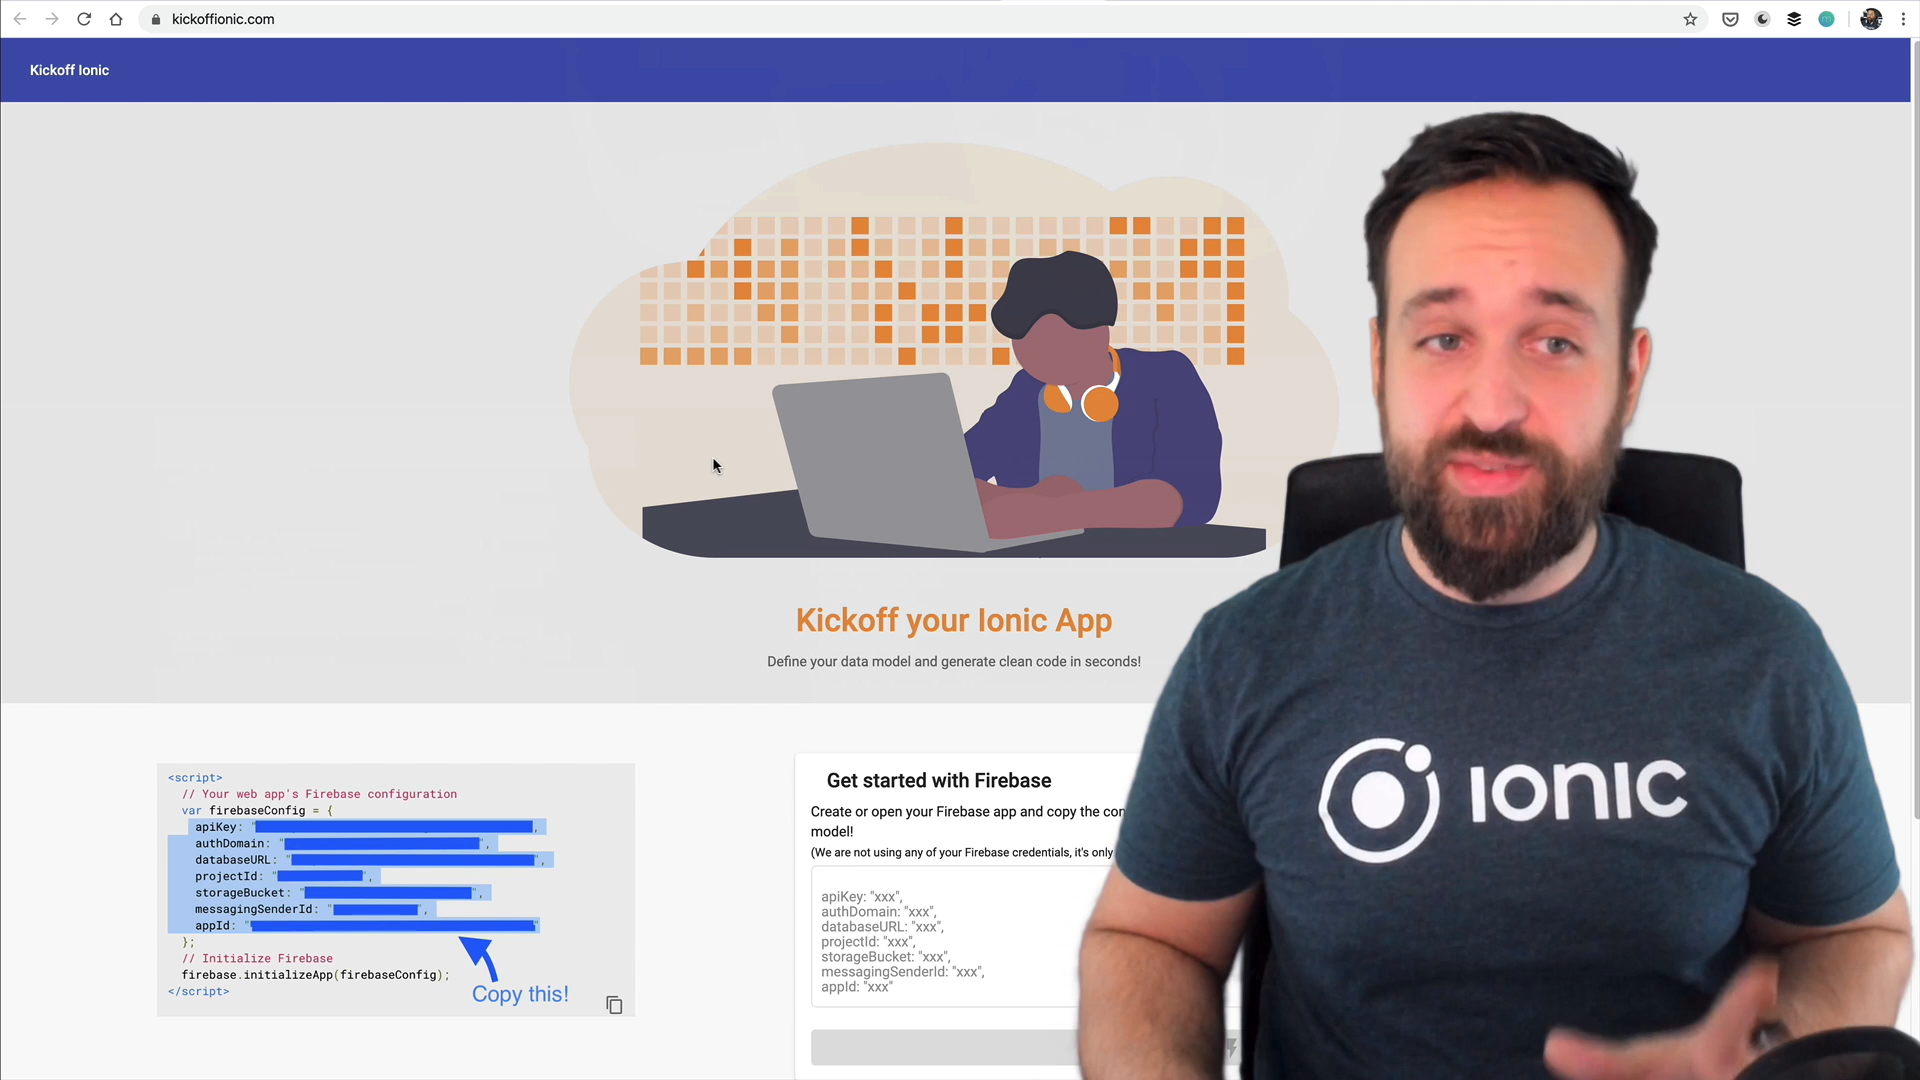 kickoffionic.com
Kickoff Ionic
Kickoff your Ionic App
Define your data model and generate clean code in seconds!
<script>
// Your web app's Firebase configuration
var firebaseConfig = {
apiKey: "
",
authDomain: "
",
databaseURL: "
",
projectId: "
",
storageBucket: "
",
messagingSenderId: "
",
appId: "
"
};
// Initialize Firebase
firebase.initializeApp(firebaseConfig);
</script>
Copy this!
Get started with Firebase
Create or open your Firebase app and copy the
model!
(We are not using any of your Firebase credentials, it's only
apiKey: "xxx",
authDomain: "xxx",
databaseURL: "xxx",
projectId: "xxx",
storageBucket: "xxx",
messagingSenderId: "xxx",
appId: "xxx"
IONIC